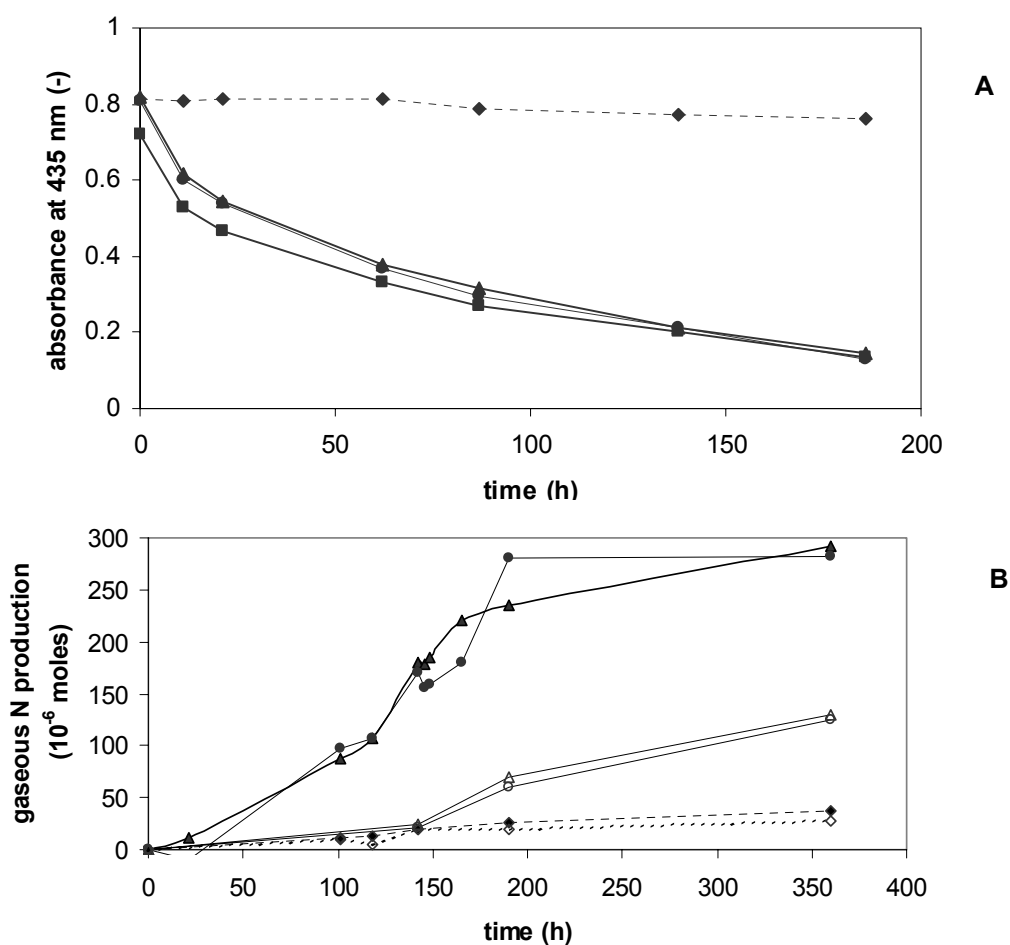 A
absorbance at 435 nm (-)
1
0.8
0.6
0.4
0.2
0
0 50 100 150 200
time (h)
B
gaseous N production
(10⁻⁶ moles)
300
250
200
150
100
50
0
0 50 100 150 200 250 300 350 400
time (h)